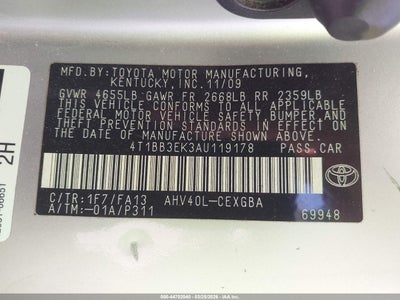 MFD.BY:TOYOTA MOTOR MANUFACTURING,
KENTUCKY, INC. 11/09
GVWR 4655LB GAWR FR 2668LB RR 2359LB
THIS VEHICLE CONFORMS TO ALL APPLICABLE
FEDERAL MOTOR VEHICLE SAFETY, BUMPER, AND
THEFT PREVENTION STANDARDS IN EFFECT ON
THE DATE OF MANUFACTURE SHOWN ABOVE.
4T1BB3EK3AU119178 PASS.CAR
C/TR:1F7/FA13 AHV40L-CEXGBA
A/TM:-01A/P311
TOYOTA
69948
2H